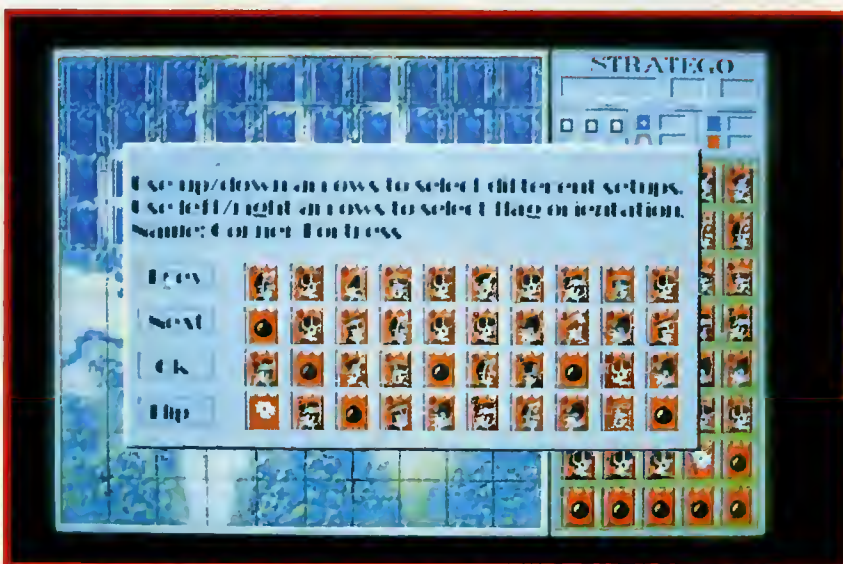 STRATEGO
Use up/down arrows to select different setups.
Use left/right arrows to select flag orientation.
Name: Corner Fortress
Prev
Next
Ok
Flip